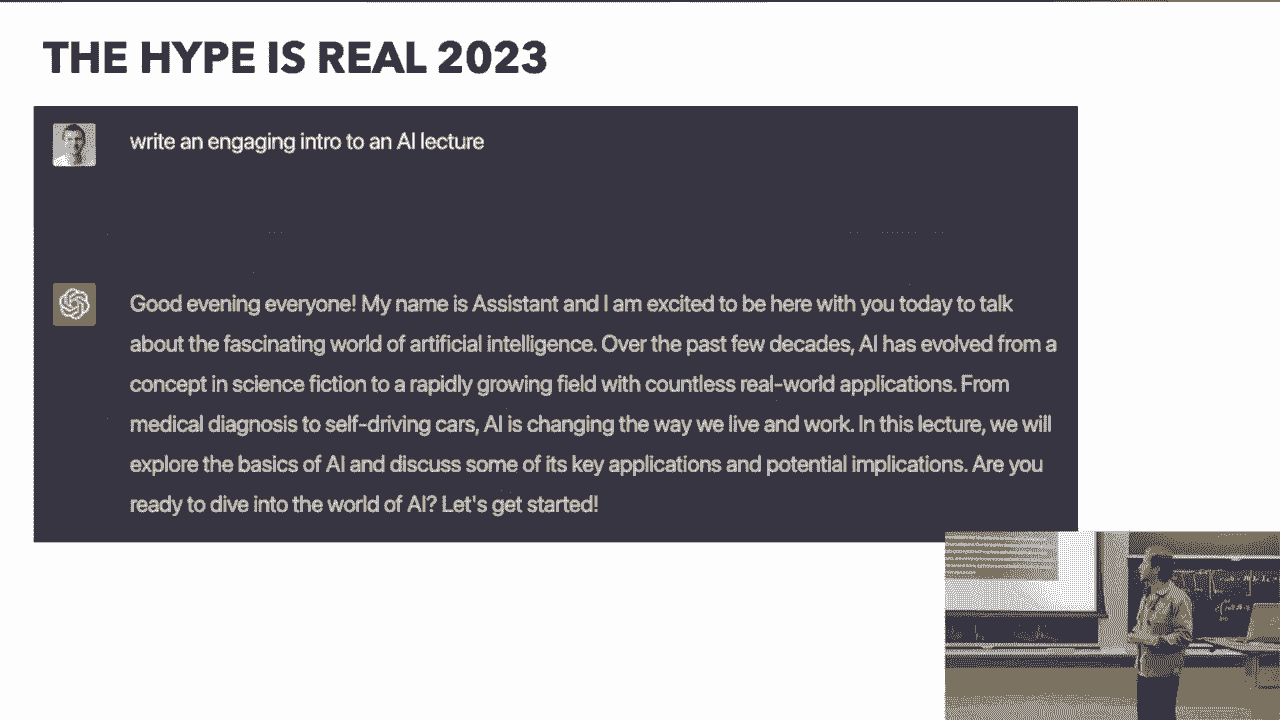 THE HYPE IS REAL 2023
write an engaging intro to an AI lecture
Good evening everyone! My name is Assistant and I am excited to be here with you today to talk
about the fascinating world of artificial intelligence. Over the past few decades, AI has evolved from a
concept in science fiction to a rapidly growing field with countless real-world applications. From
medical diagnosis to self-driving cars, AI is changing the way we live and work. In this lecture, we will
explore the basics of AI and discuss some of its key applications and potential implications. Are you
ready to dive into the world of AI? Let's get started!